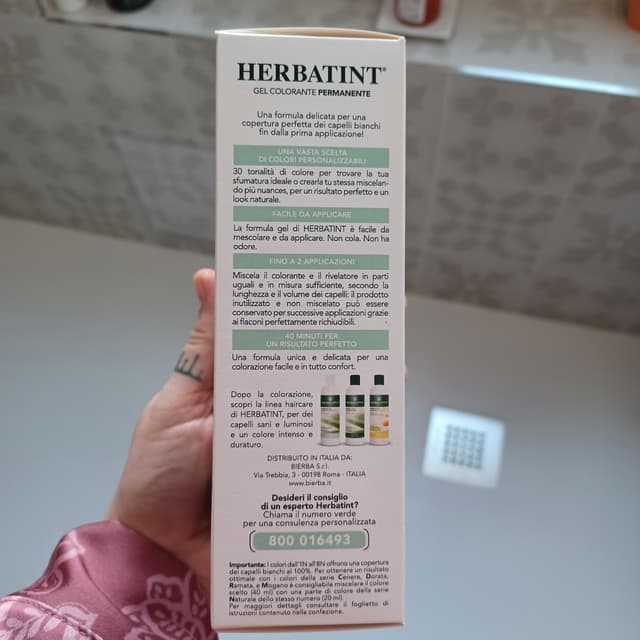 HERBATINT®
GEL COLORANTE PERMANENTE
Una formula delicata per una
copertura perfetta dei capelli bianchi
fin dalla prima applicazione!
UNA VASTA SCELTA
DI COLORI PERSONALIZZABILI
30 tonalità di colore per trovare la tua
sfumatura ideale o crearla tu stessa miscelan-
do più nuances, per un risultato perfetto e un
look naturale.
FACILE DA APPLICARE
La formula gel di HERBATINT è facile da
mescolare e da applicare. Non cola. Non ha
odore.
FINO A 2 APPLICAZIONI
Miscela il colorante e il rivelatore in parti
uguali e in misura sufficiente, secondo la
lunghezza e il volume dei capelli: il prodotto
inutilizzato e non miscelato può essere
conservato per successive applicazioni grazie
ai flaconi perfettamente richiudibili.
40 MINUTI PER
UN RISULTATO PERFETTO
Una formula unica e delicata per una
colorazione facile e in tutto confort.
Dopo la colorazione,
scopri la linea haircare
di HERBATINT, per dei
capelli sani e luminosi
e un colore intenso e
duraturo.
DISTRIBUITO IN ITALIA DA:
BIERBA S.r.l.
Via Trebbia, 3 - 00198 Roma - ITALIA
www.bierba.it
Desideri il consiglio
di un esperto Herbatint?
Chiama il numero verde
per una consulenza personalizzata
800 016493
Importante: I colori dall'1N all'8N offrono una copertura
dei capelli bianchi al 100%. Per ottenere un risultato
ottimale con i colori della serie Cenere, Dorata,
Ramata, e Mogano è consigliabile miscelare il colore
scelto (40 ml) con una parte di colore della serie
Naturale dello stesso numero (20 ml).
Per maggiori dettagli consultare il foglietto di
istruzioni contenuto nella confezione.